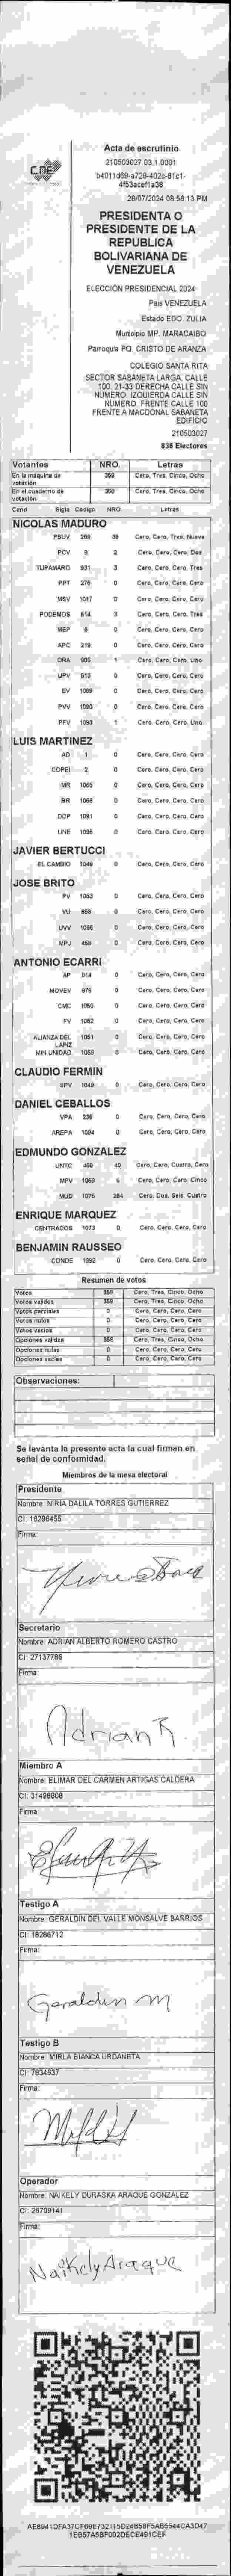 CNE
Acta de escrutinio
210503027.03.1.0001
28/07/2024 08:56:13 PM
PRESIDENTA O
PRESIDENTE DE LA
REPUBLICA
BOLIVARIANA DE
VENEZUELA
ELECCIÓN PRESIDENCIAL 2024
País VENEZUELA
Estado EDO. ZULIA
Municipio MP. MARACAIBO
Parroquia PQ. CRISTO DE ARANZA
COLEGIO SANTA RITA
SECTOR SABANETA LARGA. CALLE
100. 21-33 DERECHA CALLE SIN
NÚMERO. IZQUIERDA CALLE SIN
NÚMERO. FRENTE CALLE 100
FRENTE A MACDONAL SABANETA
EDIFICIO
210503027
836 Electores
Votantes NRO. Letras
En la máquina de votación 358 Cero, Tres, Cinco, Ocho
En el cuaderno de votación 358 Cero, Tres, Cinco, Ocho
Cand Sigla Código NRO. Letras
NICOLAS MADURO
PSUV 268 39 Cero, Cero, Tres, Nueve
PCV 9 2 Cero, Cero, Cero, Dos
TUPAMARO 931 3 Cero, Cero, Cero, Tres
PPT 276 0 Cero, Cero, Cero, Cero
MSV 1017 0 Cero, Cero, Cero, Cero
PODEMOS 614 3 Cero, Cero, Cero, Tres
MEP 6 0 Cero, Cero, Cero, Cero
APC 219 0 Cero, Cero, Cero, Cero
ORA 905 1 Cero, Cero, Cero, Uno
UPV 513 0 Cero, Cero, Cero, Cero
EV 1089 0 Cero, Cero, Cero, Cero
PVV 1090 0 Cero, Cero, Cero, Cero
PFV 1093 1 Cero, Cero, Cero, Uno
LUIS MARTINEZ
AD 1 0 Cero, Cero, Cero, Cero
COPEI 2 0 Cero, Cero, Cero, Cero
MR 1065 0 Cero, Cero, Cero, Cero
BR 1066 0 Cero, Cero, Cero, Cero
DDP 1091 0 Cero, Cero, Cero, Cero
UNE 1095 0 Cero, Cero, Cero, Cero
JAVIER BERTUCCI
EL CAMBIO 1049 0 Cero, Cero, Cero, Cero
JOSE BRITO
PV 1063 0 Cero, Cero, Cero, Cero
VU 868 0 Cero, Cero, Cero, Cero
UVV 1086 0 Cero, Cero, Cero, Cero
MPJ 459 0 Cero, Cero, Cero, Cero
ANTONIO ECARRI
AP 814 0 Cero, Cero, Cero, Cero
MOVEV 876 0 Cero, Cero, Cero, Cero
CMC 1050 0 Cero, Cero, Cero, Cero
FV 1052 0 Cero, Cero, Cero, Cero
ALIANZA DEL LAPIZ 1051 0 Cero, Cero, Cero, Cero
MIN UNIDAD 1069 0 Cero, Cero, Cero, Cero
CLAUDIO FERMIN
SPV 1048 0 Cero, Cero, Cero, Cero
DANIEL CEBALLOS
VPA 236 0 Cero, Cero, Cero, Cero
AREPA 1094 0 Cero, Cero, Cero, Cero
EDMUNDO GONZALEZ
UNTC 460 40 Cero, Cero, Cuatro, Cero
MPV 1069 5 Cero, Cero, Cero, Cinco
MUD 1075 264 Cero, Dos, Seis, Cuatro
ENRIQUE MARQUEZ
CENTRADOS 1073 0 Cero, Cero, Cero, Cero
BENJAMIN RAUSSEO
CONDE 1092 0 Cero, Cero, Cero, Cero
Resumen de votos
Votos 358 Cero, Tres, Cinco, Ocho
Votos válidos 358 Cero, Tres, Cinco, Ocho
Votos parciales 0 Cero, Cero, Cero, Cero
Votos nulos 0 Cero, Cero, Cero, Cero
Votos vacíos 0 Cero, Cero, Cero, Cero
Opciones válidas 358 Cero, Tres, Cinco, Ocho
Opciones nulas 0 Cero, Cero, Cero, Cero
Opciones vacías 0 Cero, Cero, Cero, Cero
Observaciones:
Se levanta la presente acta la cual firman en
señal de conformidad.
Miembros de la mesa electoral
Presidente
Nombre: NIRIA DALILA TORRES GUTIERREZ
CI: 16296455
Firma:
Secretario
Nombre: ADRIAN ALBERTO ROMERO CASTRO
CI: 27137786
Firma:
Adrian R.
Miembro A
Nombre: ELIMAR DEL CARMEN ARTIGAS CALDERA
CI: 31498808
Firma:
Testigo A
Nombre: GERALDIN DEL VALLE MONSALVE BARRIOS
CI: 18286712
Firma:
Geraldin m
Testigo B
Nombre: MIRLA BIANCA URDANETA
CI: 7834637
Firma:
Operador
Nombre: NAIKELY DURASKA ARAQUE GONZALEZ
CI: 26709141
Firma:
Naikely Araque